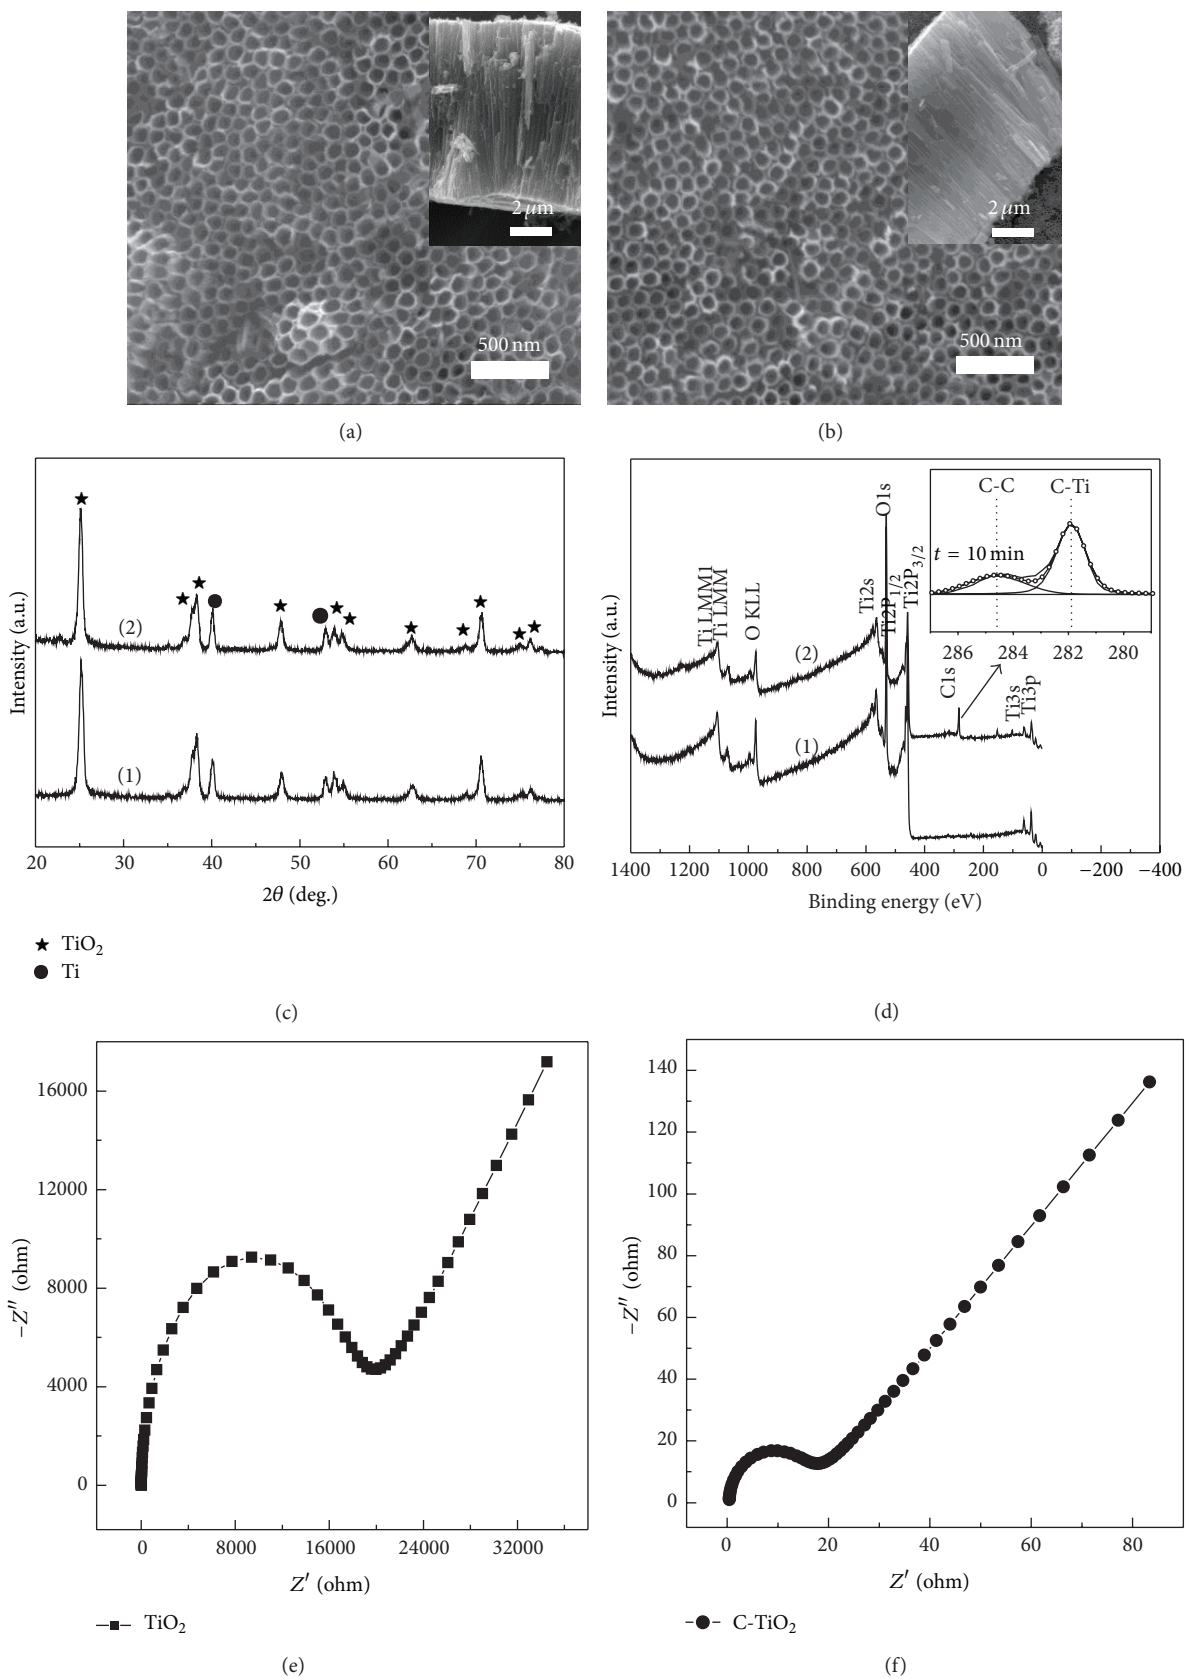 2 μm
500 nm
(a)
2 μm
500 nm
(b)
Intensity (a.u.)
(2)
(1)
20 30 40 50 60 70 80
2θ (deg.)
★ TiO₂
● Ti
(c)
Intensity (a.u.)
Ti LMM1
Ti LMM
O KLL
Ti2s
O1s
Ti2P1/2
Ti2P3/2
C1s
Ti3s
Ti3p
(2)
(1)
C-C C-Ti
t = 10 min
286 284 282 280
1400 1200 1000 800 600 400 200 0 −200 −400
Binding energy (eV)
(d)
−Z″ (ohm)
16000
12000
8000
4000
0
0 8000 16000 24000 32000
Z′ (ohm)
TiO₂
(e)
−Z″ (ohm)
140
120
100
80
60
40
20
0
0 20 40 60 80
Z′ (ohm)
C-TiO₂
(f)